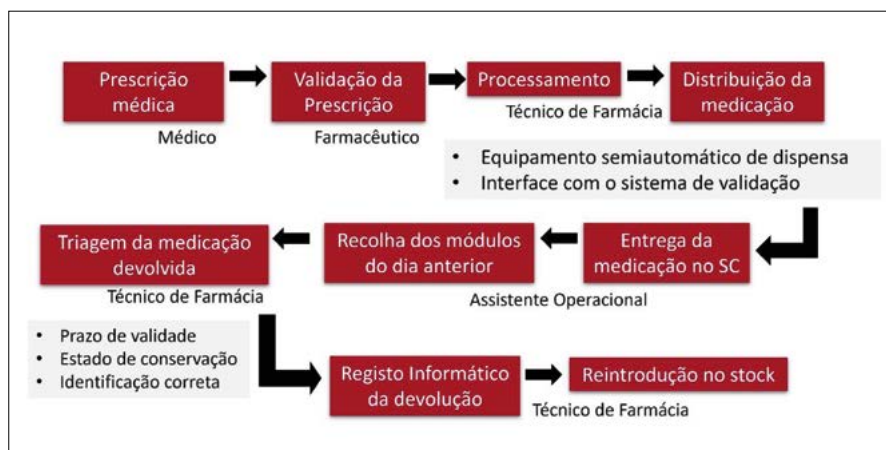 Prescrição
médica
Médico
Validação da
Prescrição
Farmacêutico
Processamento
Técnico de Farmácia
Distribuição da
medicação
• Equipamento semiautomático de dispensa
• Interface com o sistema de validação
Entrega da
medicação no SC
Recolha dos módulos
do dia anterior
Assistente Operacional
Triagem da medicação
devolvida
Técnico de Farmácia
• Prazo de validade
• Estado de conservação
• Identificação correta
Registo Informático
da devolução
Reintrodução no stock
Técnico de Farmácia